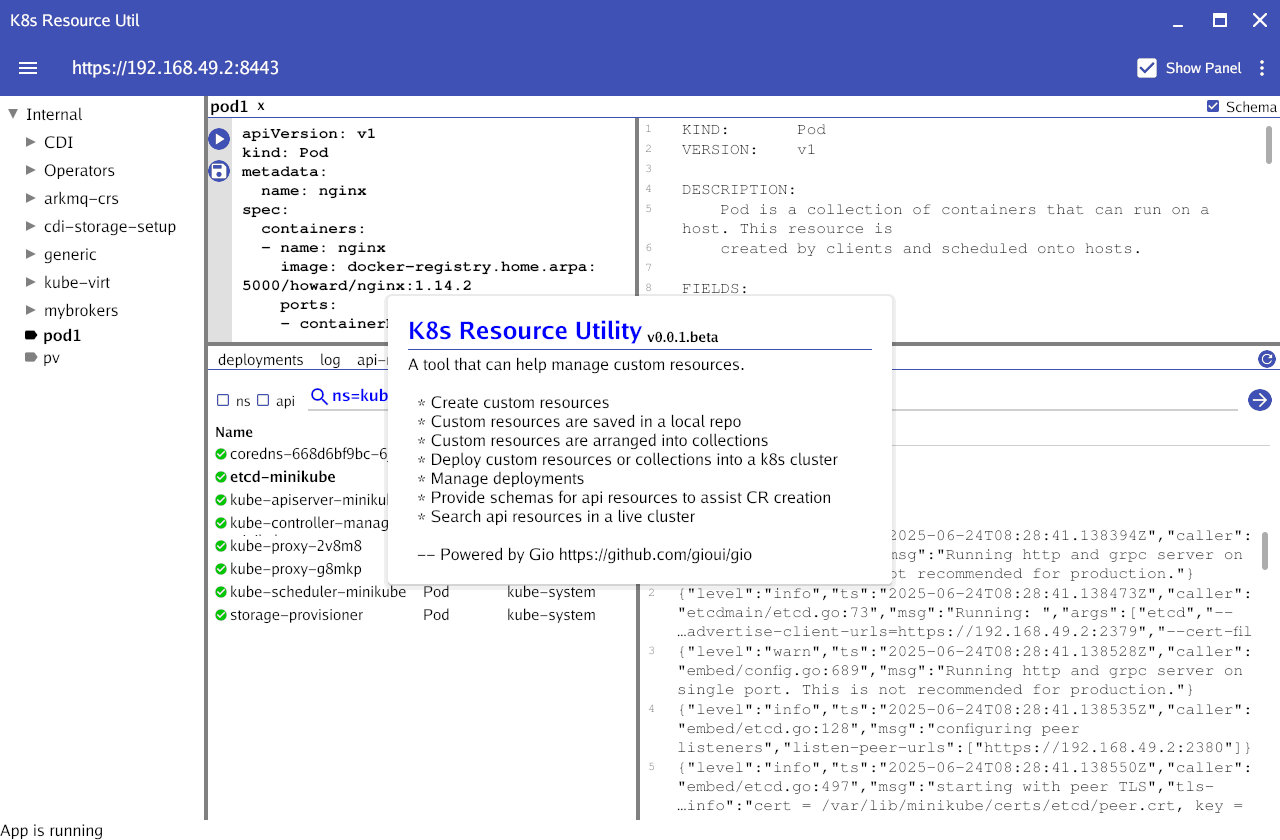 K8s Resource Util
https://192.168.49.2:8443
Show Panel
Internal
CDI
Operators
arkmq-crs
cdi-storage-setup
generic
kube-virt
mybrokers
pod1
pv
pod1 x
Schema
apiVersion: v1
kind: Pod
metadata:
name: nginx
spec:
containers:
- name: nginx
image: docker-registry.home.arpa:
5000/howard/nginx:1.14.2
ports:
1 KIND: Pod
2 VERSION: v1
3
4 DESCRIPTION:
5 Pod is a collection of containers that can run on a
host. This resource is
6 created by clients and scheduled onto hosts.
7
8 FIELDS:
K8s Resource Utility v0.0.1.beta
A tool that can help manage custom resources.
* Create custom resources
* Custom resources are saved in a local repo
* Custom resources are arranged into collections
* Deploy custom resources or collections into a k8s cluster
* Manage deployments
* Provide schemas for api resources to assist CR creation
* Search api resources in a live cluster
-- Powered by Gio https://github.com/gioui/gio
deployments log
ns api
Name
etcd-minikube
kube-proxy-2v8m8
kube-proxy-g8mkp
kube-scheduler-minikube Pod kube-system
storage-provisioner Pod kube-system
2025-06-24T08:28:41.138394Z","caller":
"Running http and grpc server on
recommended for production."}
2 {"level":"info","ts":"2025-06-24T08:28:41.138473Z","caller":
"etcdmain/etcd.go:73","msg":"Running: ","args":["etcd","--
…advertise-client-urls=https://192.168.49.2:2379","--cert-fil
3 {"level":"warn","ts":"2025-06-24T08:28:41.138528Z","caller":
"embed/config.go:689","msg":"Running http and grpc server on
single port. This is not recommended for production."}
4 {"level":"info","ts":"2025-06-24T08:28:41.138535Z","caller":
"embed/etcd.go:128","msg":"configuring peer
listeners","listen-peer-urls":["https://192.168.49.2:2380"]}
5 {"level":"info","ts":"2025-06-24T08:28:41.138550Z","caller":
"embed/etcd.go:497","msg":"starting with peer TLS","tls-
…info":"cert = /var/lib/minikube/certs/etcd/peer.crt, key =
App is running